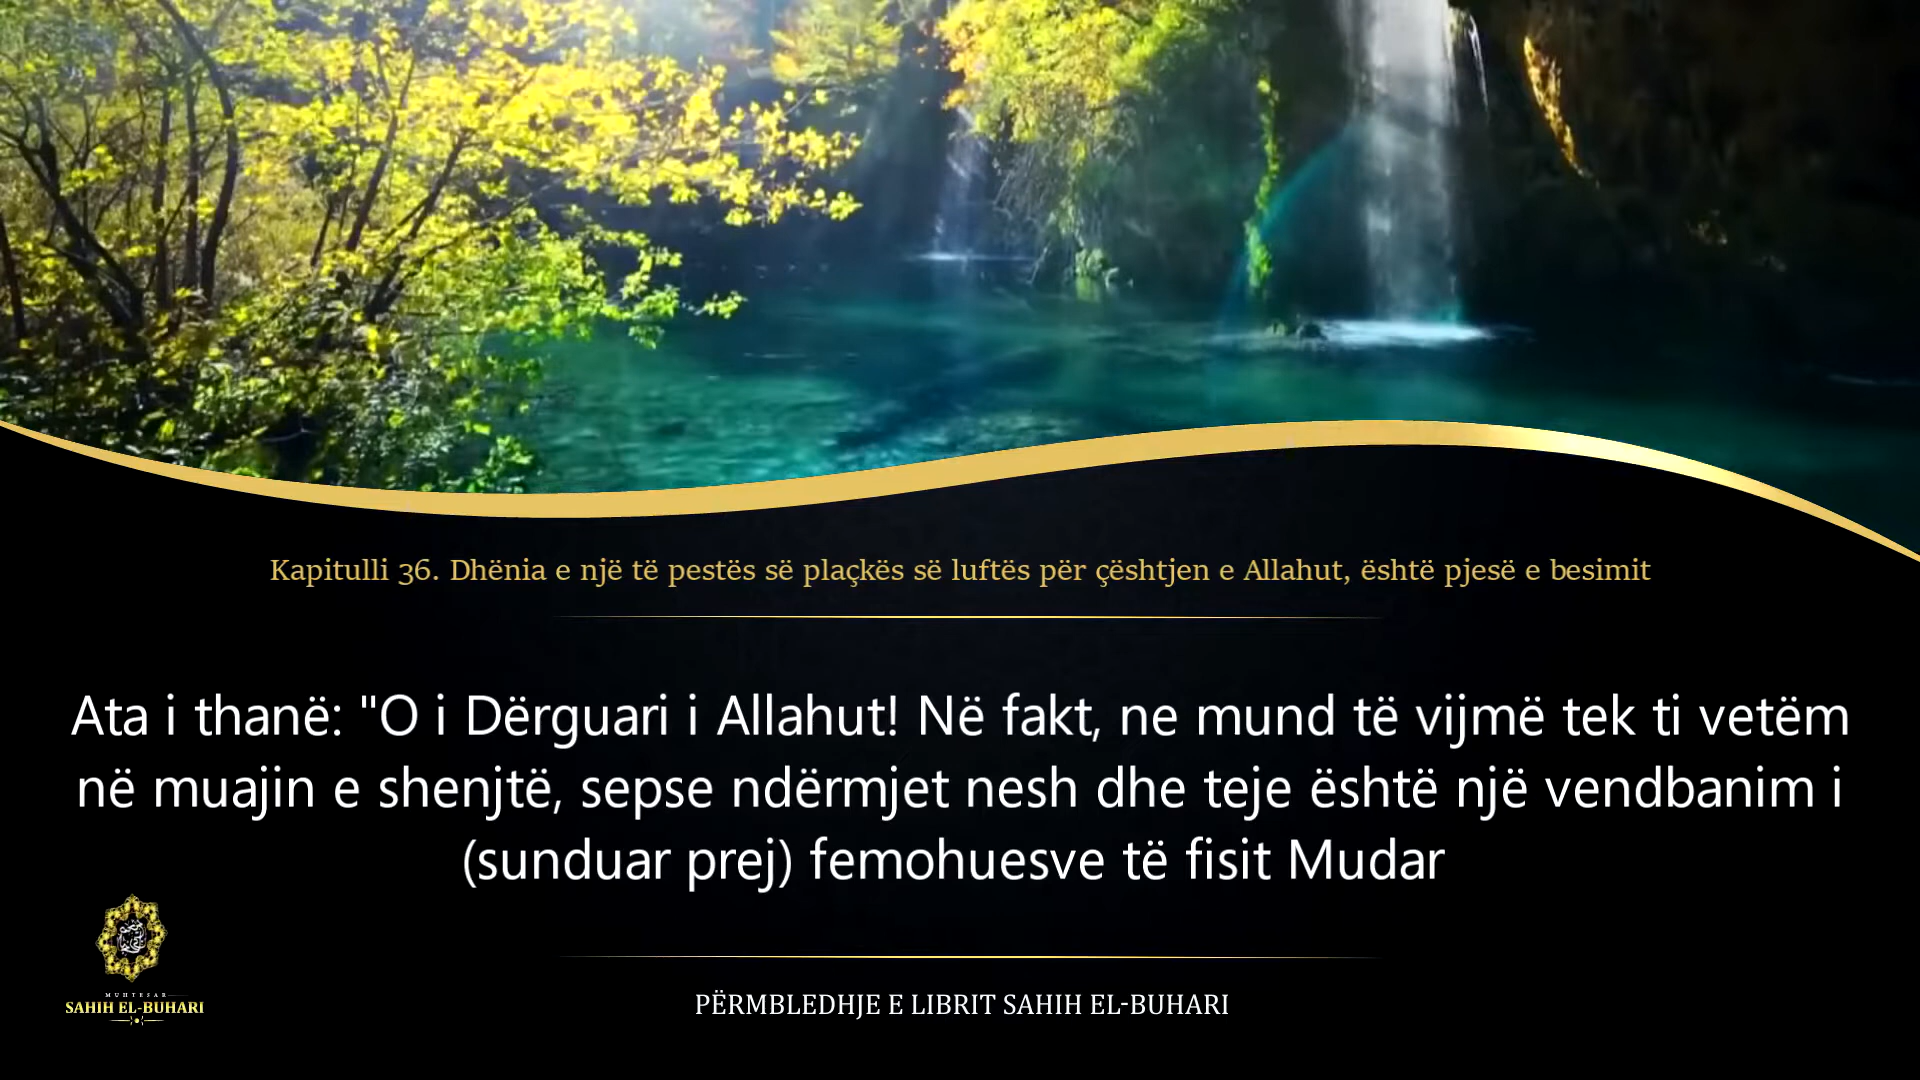 Kapitulli 36. Dhënia e një të pestës së plaçkës së luftës për çështjen e Allahut, është pjesë e besimit
Ata i thanë: "O i Dërguari i Allahut! Në fakt, ne mund të vijmë tek ti vetëm
në muajin e shenjtë, sepse ndërmjet nesh dhe teje është një vendbanim i
(sunduar prej) femohuesve të fisit Mudar
MUHTESAR
SAHIH EL-BUHARI
PËRMBLEDHJE E LIBRIT SAHIH EL-BUHARI